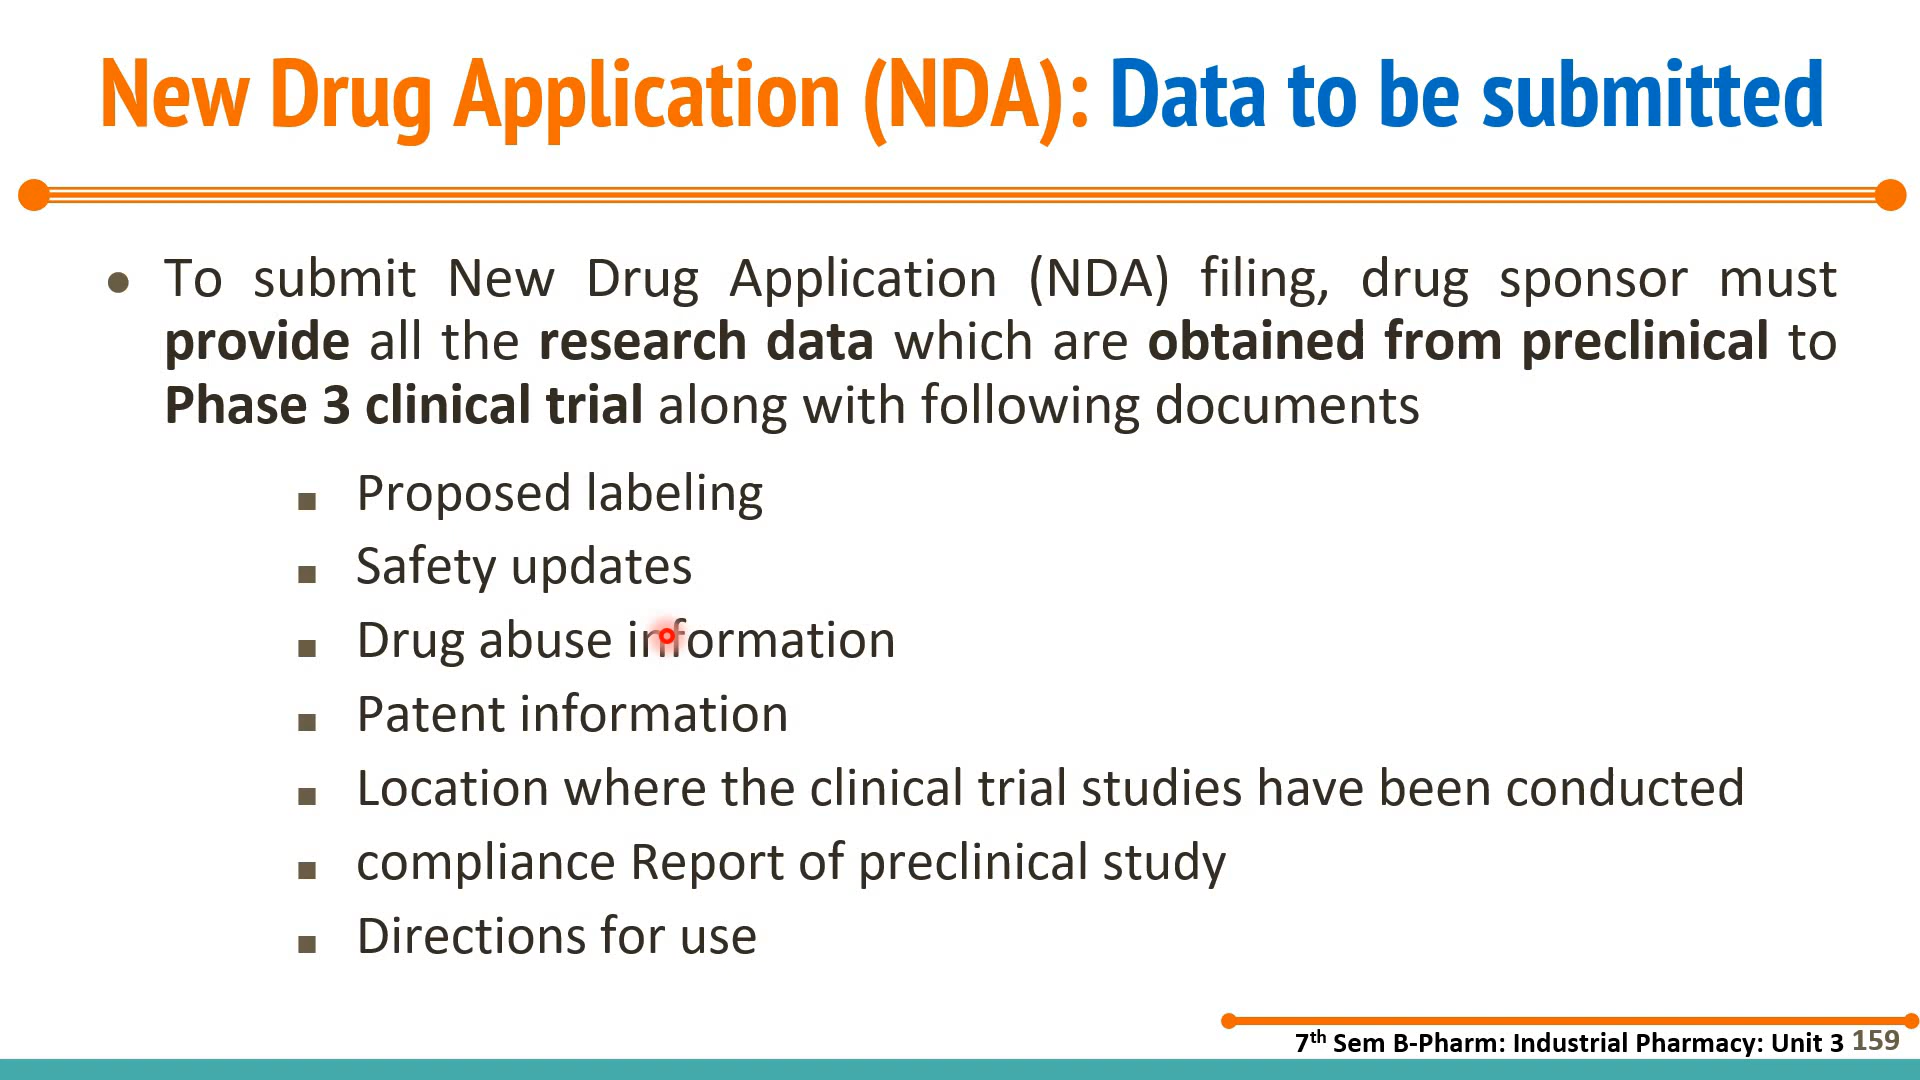 New Drug Application (NDA): Data to be submitted
● To submit New Drug Application (NDA) filing, drug sponsor must
provide all the research data which are obtained from preclinical to
Phase 3 clinical trial along with following documents
■ Proposed labeling
■ Safety updates
■ Drug abuse information
■ Patent information
■ Location where the clinical trial studies have been conducted
■ compliance Report of preclinical study
■ Directions for use
7th Sem B-Pharm: Industrial Pharmacy: Unit 3 159